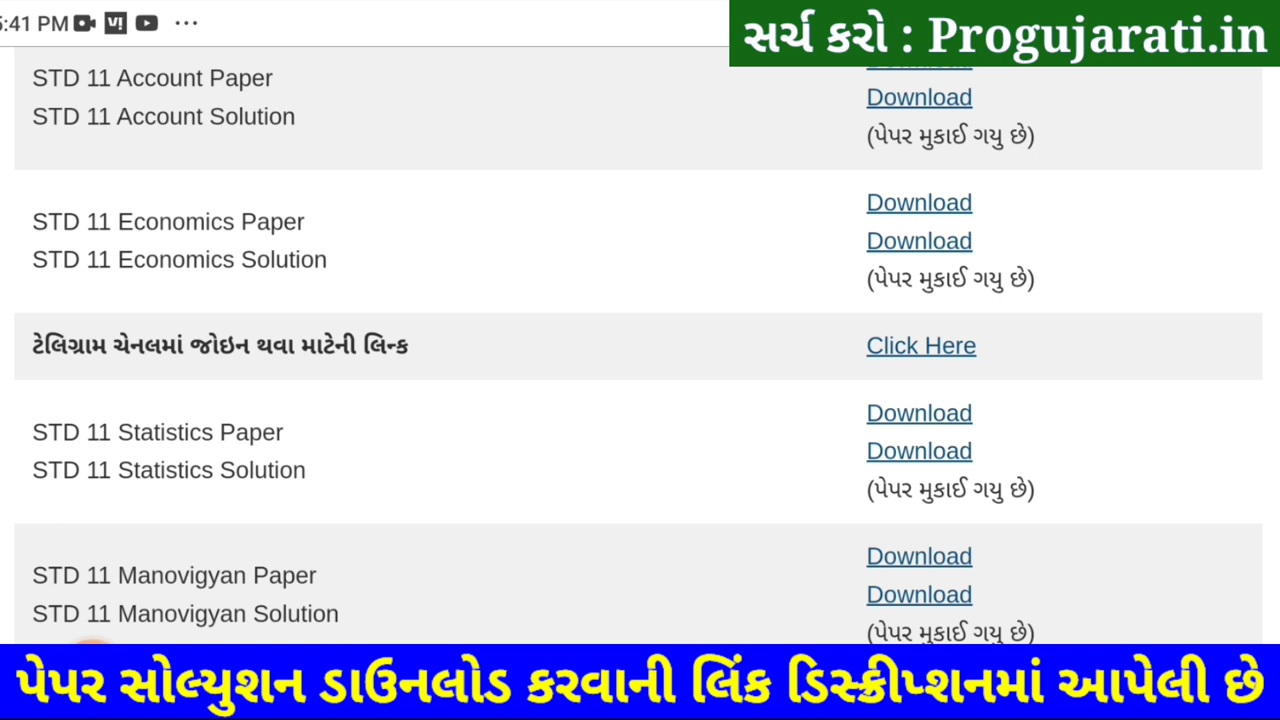 5:41 PM
સર્ચ કરો : Progujarati.in
STD 11 Account Paper
STD 11 Account Solution
Download
(પેપર મુકાઈ ગયુ છે)
STD 11 Economics Paper
STD 11 Economics Solution
Download
Download
(પેપર મુકાઈ ગયુ છે)
ટેલિગ્રામ ચેનલમાં જોઇન થવા માટેની લિન્ક
Click Here
STD 11 Statistics Paper
STD 11 Statistics Solution
Download
Download
(પેપર મુકાઈ ગયુ છે)
STD 11 Manovigyan Paper
STD 11 Manovigyan Solution
Download
Download
(પેપર મુકાઈ ગયુ છે)
પેપર સોલ્યુશન ડાઉનલોડ કરવાની લિંક ડિસ્ક્રીપ્શનમાં આપેલી છે